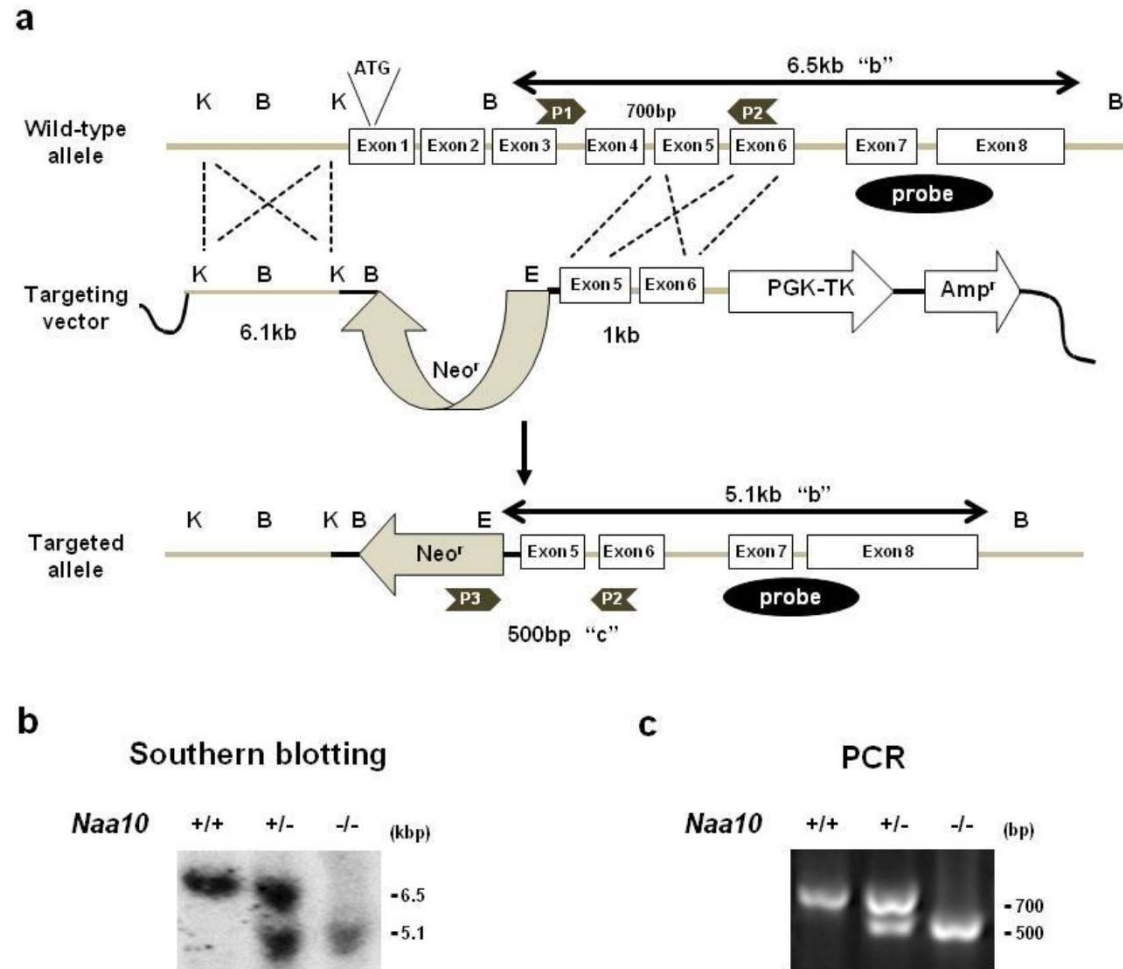 a
6.5kb “b”
ATG
K B K B B
P1 700bp P2
Wild-type allele
Exon 1 Exon 2 Exon 3 Exon 4 Exon 5 Exon 6 Exon 7 Exon 8
probe
K B K B E
Targeting vector
Exon 5 Exon 6 PGK-TK Ampʳ
6.1kb 1kb
Neoʳ
5.1kb “b”
K B K B E B
Targeted allele
Neoʳ Exon 5 Exon 6 Exon 7 Exon 8
P3 P2 probe
500bp “c”
b
Southern blotting
Naa10 +/+ +/- -/- (kbp)
-6.5
-5.1
c
PCR
Naa10 +/+ +/- -/- (bp)
-700
-500